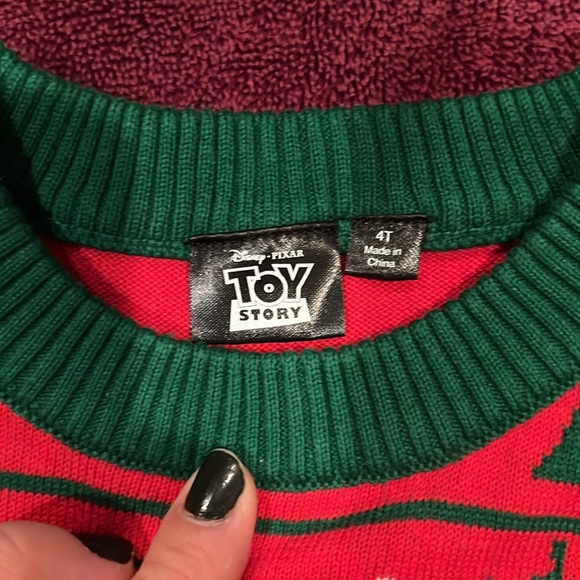 Disney · PIXAR
TOY
STORY
4T
Made in
China